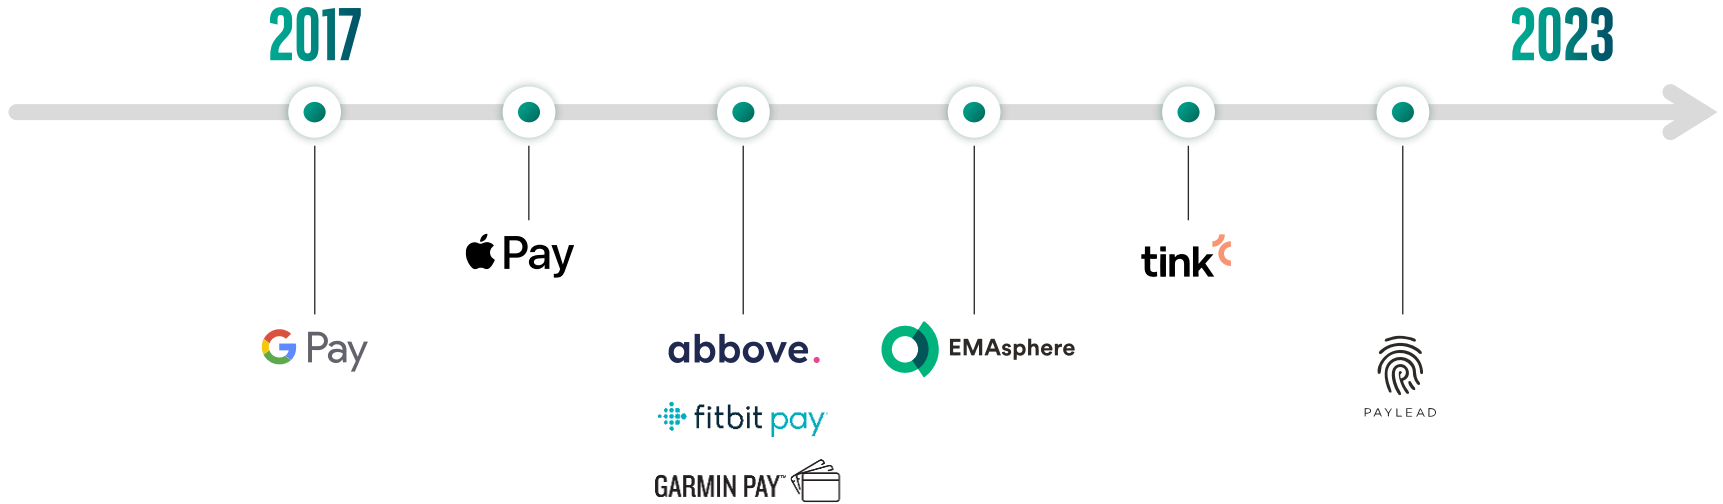 2017
2023
Pay
tink
G Pay
abbove.
EMAsphere
PAYLEAD
fitbit pay
GARMIN PAY™